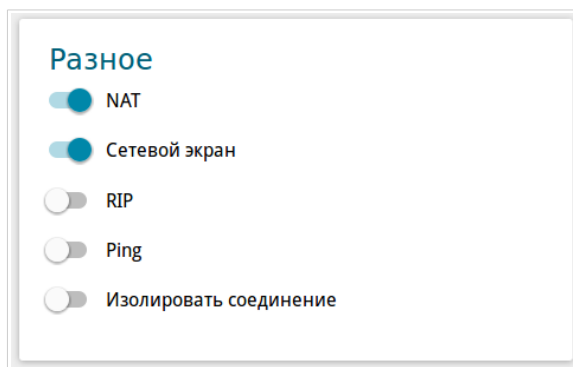 Разное
NAT
Сетевой экран
RIP
Ping
Изолировать соединение